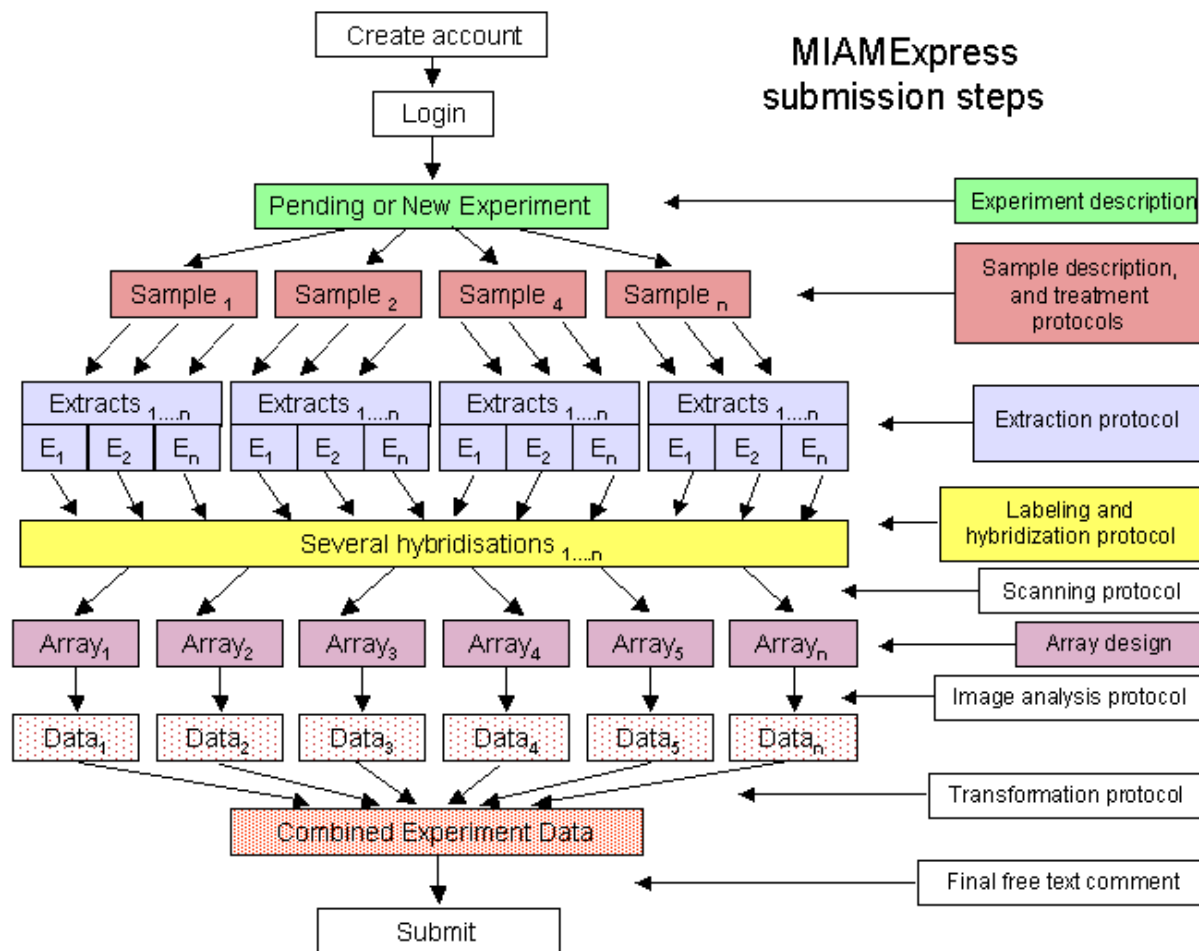 Create account
MIAMExpress
submission steps
Login
Pending or New Experiment
Experiment description
Sample 1
Sample 2
Sample 4
Sample n
Sample description,
and treatment
protocols
Extracts 1....n
Extracts 1....n
Extracts 1....n
Extracts 1....n
Extraction protocol
E1 E2 En
E1 E2 En
E1 E2 En
E1 E2 En
Several hybridisations 1....n
Labeling and
hybridization protocol
Scanning protocol
Array1
Array2
Array3
Array4
Array5
Arrayn
Array design
Image analysis protocol
Data1
Data2
Data3
Data4
Data5
Datan
Transformation protocol
Combined Experiment Data
Final free text comment
Submit